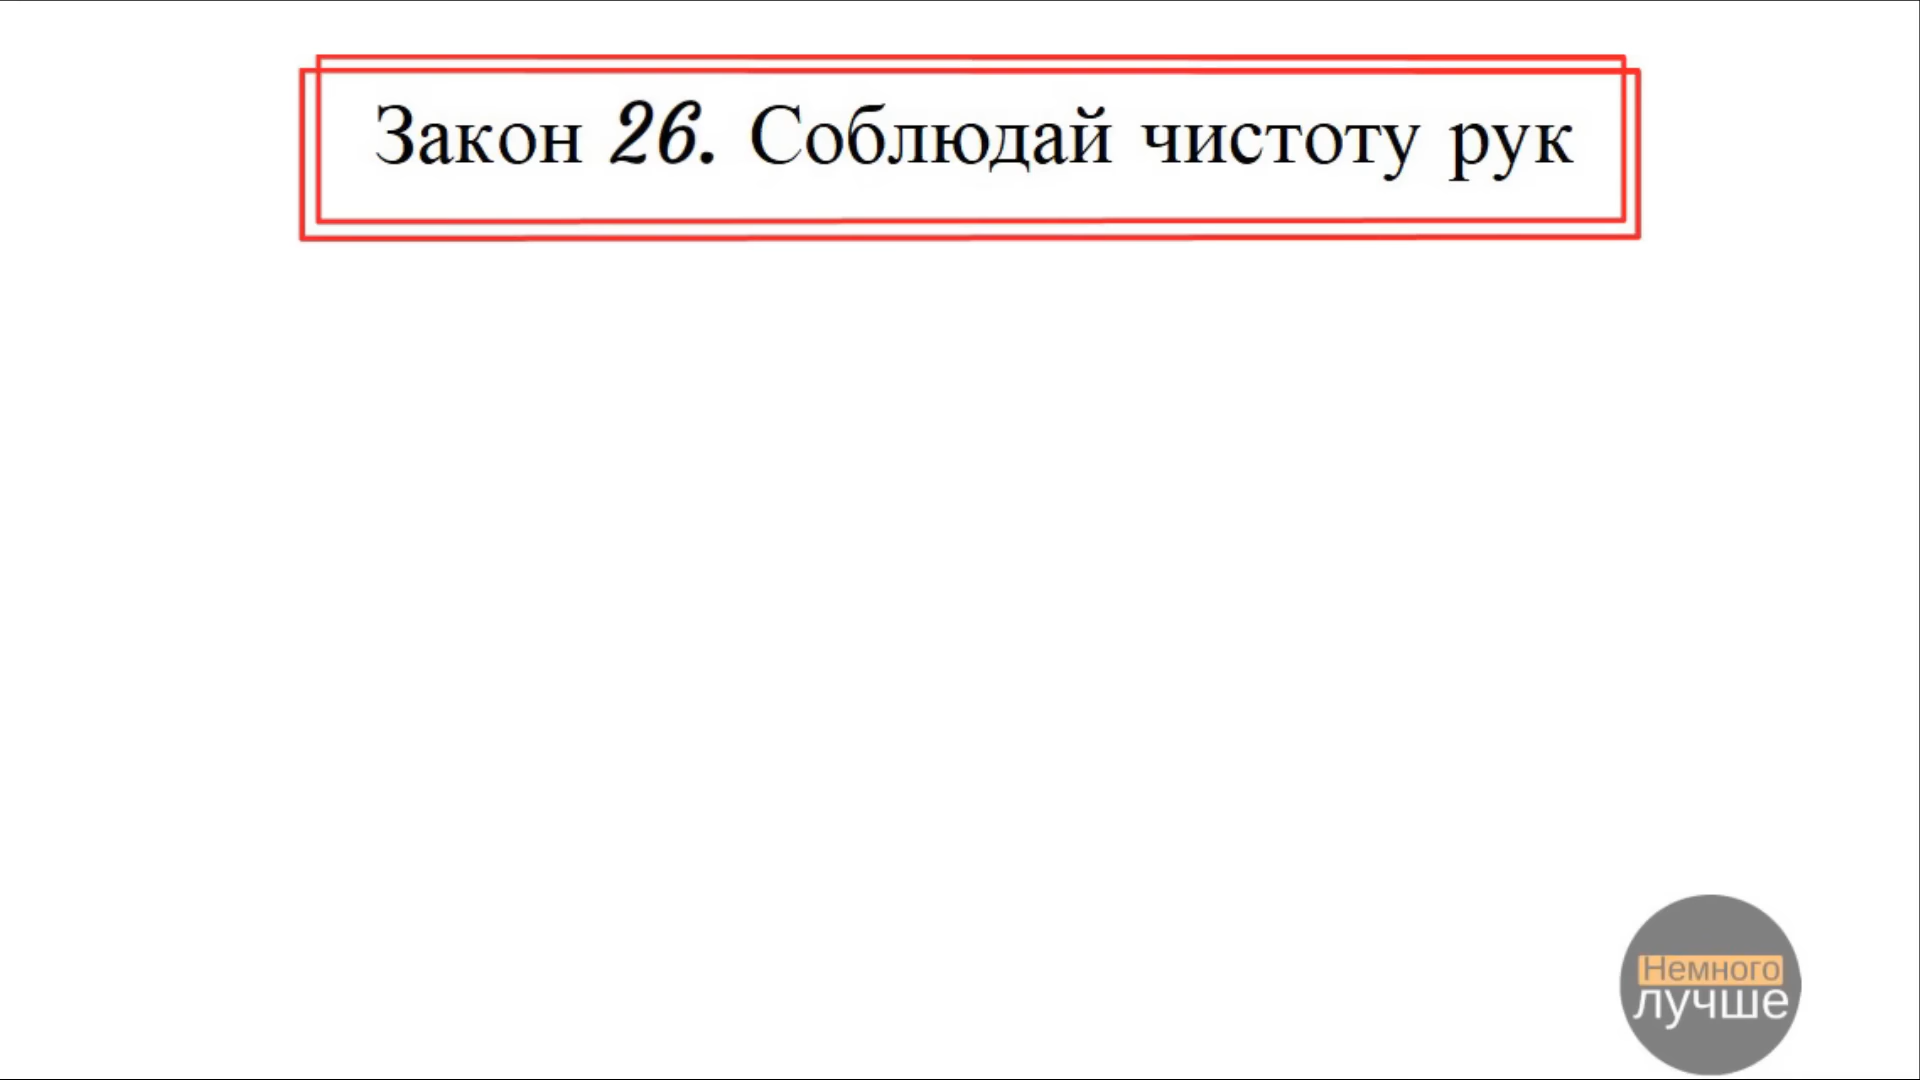 Закон 26. Соблюдай чистоту рук
Немного
лучше